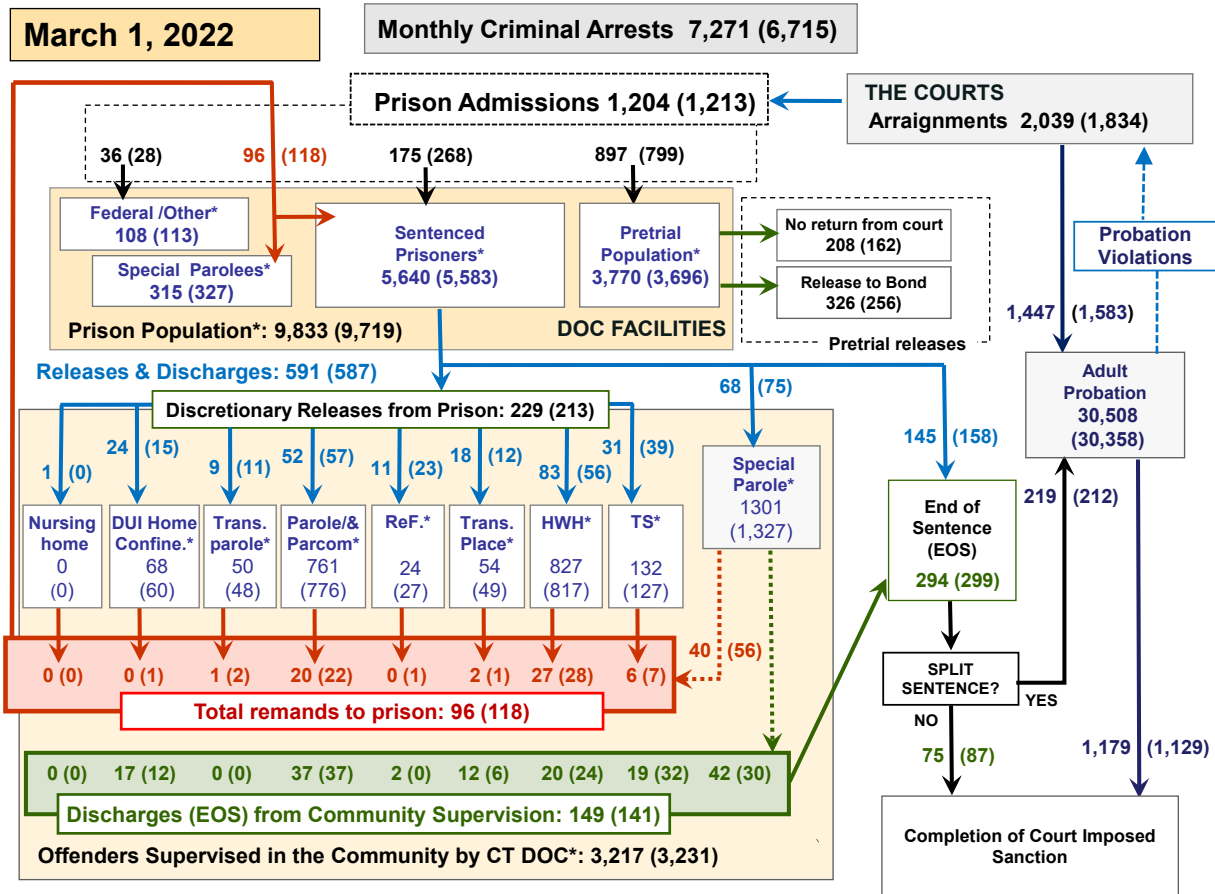 March 1, 2022
Monthly Criminal Arrests 7,271 (6,715)
Prison Admissions 1,204 (1,213)
THE COURTS
Arraignments 2,039 (1,834)
36 (28)
96 (118)
175 (268)
897 (799)
Federal /Other*
108 (113)
Special Parolees*
315 (327)
Sentenced
Prisoners*
5,640 (5,583)
Pretrial
Population*
3,770 (3,696)
No return from court
208 (162)
Release to Bond
326 (256)
Pretrial releases
Probation
Violations
Prison Population*: 9,833 (9,719)
DOC FACILITIES
1,447 (1,583)
Releases & Discharges: 591 (587)
68 (75)
Adult
Probation
30,508
(30,358)
Discretionary Releases from Prison: 229 (213)
1 (0)
24 (15)
9 (11)
52 (57)
11 (23)
18 (12)
83 (56)
31 (39)
145 (158)
219 (212)
Nursing
home
0
(0)
DUI Home
Confine.*
68
(60)
Trans.
parole*
50
(48)
Parole/&
Parcom*
761
(776)
ReF.*
24
(27)
Trans.
Place*
54
(49)
HWH*
827
(817)
TS*
132
(127)
Special
Parole*
1301
(1,327)
End of
Sentence
(EOS)
294 (299)
0 (0)
0 (1)
1 (2)
20 (22)
0 (1)
2 (1)
27 (28)
6 (7)
40 (56)
Total remands to prison: 96 (118)
SPLIT
SENTENCE?
YES
NO
75 (87)
1,179 (1,129)
0 (0)
17 (12)
0 (0)
37 (37)
2 (0)
12 (6)
20 (24)
19 (32)
42 (30)
Discharges (EOS) from Community Supervision: 149 (141)
Offenders Supervised in the Community by CT DOC*: 3,217 (3,231)
Completion of Court Imposed
Sanction